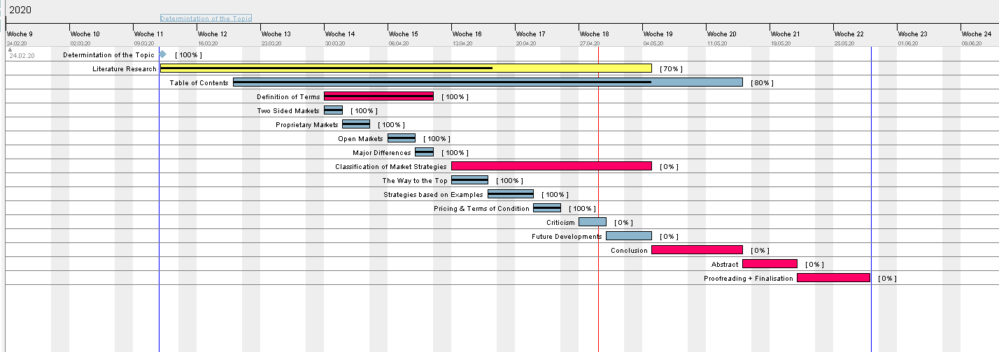 2020
Determintation of the Topic
Woche 9 Woche 10 Woche 11 Woche 12 Woche 13 Woche 14 Woche 15 Woche 16 Woche 17 Woche 18 Woche 19 Woche 20 Woche 21 Woche 22 Woche 23 Woche 24
24.02.20 02.03.20 09.03.20 16.03.20 23.03.20 30.03.20 06.04.20 13.04.20 20.04.20 27.04.20 04.05.20 11.05.20 18.05.20 25.05.20 01.06.20 08.06.20
24.02.20 Determintation of the Topic [ 100% ]
Literature Research [ 70% ]
Table of Contents [ 80% ]
Definition of Terms [ 100% ]
Two Sided Markets [ 100% ]
Proprietary Markets [ 100% ]
Open Markets [ 100% ]
Major Differences [ 100% ]
Classification of Market Strategies [ 0% ]
The Way to the Top [ 100% ]
Strategies based on Examples [ 100% ]
Pricing & Terms of Condition [ 100% ]
Criticism [ 0% ]
Future Developments [ 0% ]
Conclusion [ 0% ]
Abstract [ 0% ]
Proofreading + Finalisation [ 0% ]